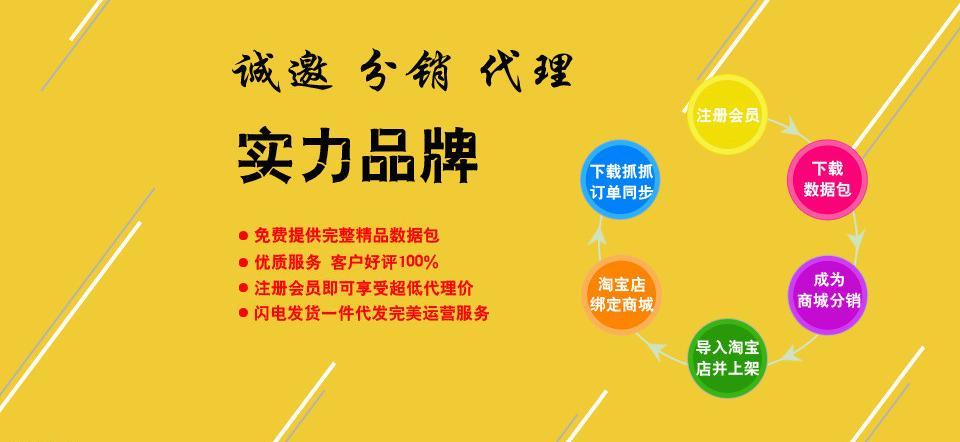 诚邀 分销 代理
实力品牌
免费提供完整精品数据包
优质服务 客户好评100%
注册会员即可享受超低代理价
闪电发货一件代发完美运营服务
注册会员
下载
数据包
成为
商城分销
导入淘宝
店并上架
淘宝店
绑定商城
下载抓抓
订单同步